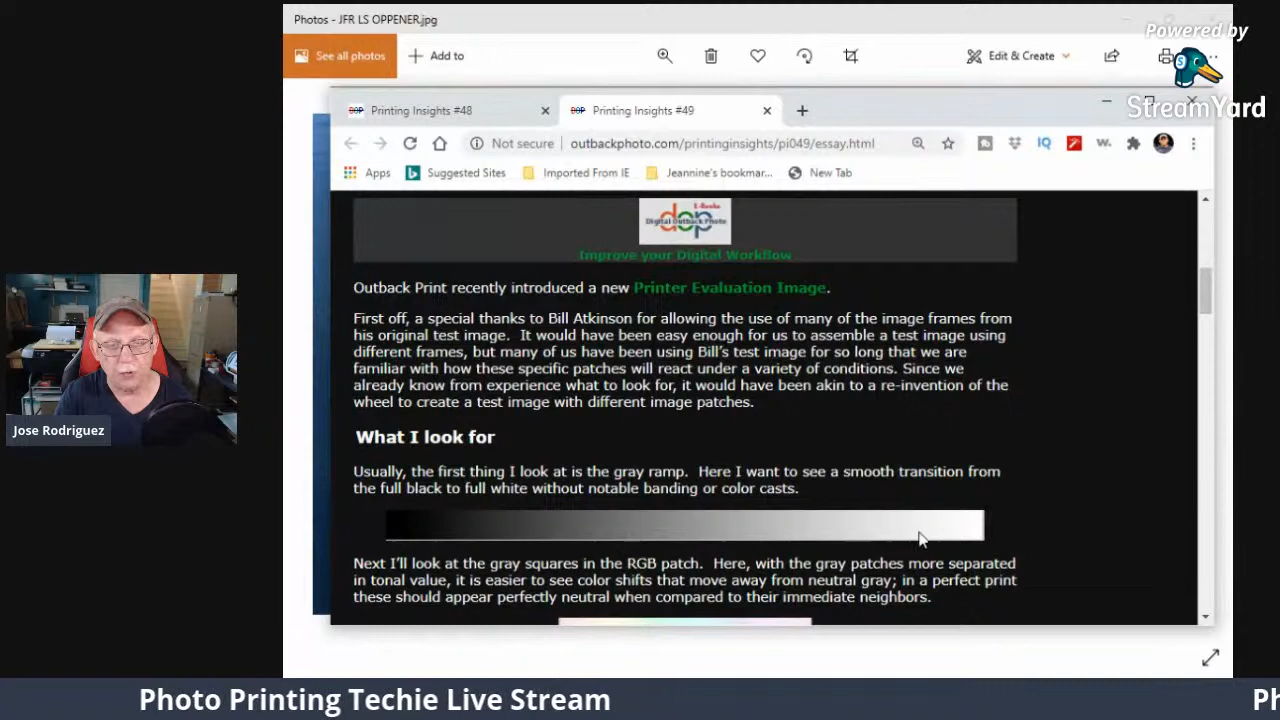 Photos - JFR LS OPPENER.jpg
Powered by
StreamYard
See all photos
Add to
Edit & Create
Printing Insights #48
Printing Insights #49
Not secure
outbackphoto.com/printinginsights/pi049/essay.html
Apps
Suggested Sites
Imported From IE
Jeannine's bookmar...
New Tab
E-Books
dop
Digital Outback Photo
Improve your Digital Workflow
Outback Print recently introduced a new Printer Evaluation Image.
First off, a special thanks to Bill Atkinson for allowing the use of many of the image frames from
his original test image. It would have been easy enough for us to assemble a test image using
different frames, but many of us have been using Bill's test image for so long that we are
familiar with how these specific patches will react under a variety of conditions. Since we
already know from experience what to look for, it would have been akin to a re-invention of the
wheel to create a test image with different image patches.
What I look for
Usually, the first thing I look at is the gray ramp. Here I want to see a smooth transition from
the full black to full white without notable banding or color casts.
Next I'll look at the gray squares in the RGB patch. Here, with the gray patches more separated
in tonal value, it is easier to see color shifts that move away from neutral gray; in a perfect print
these should appear perfectly neutral when compared to their immediate neighbors.
Jose Rodriguez
Photo Printing Techie Live Stream
Ph